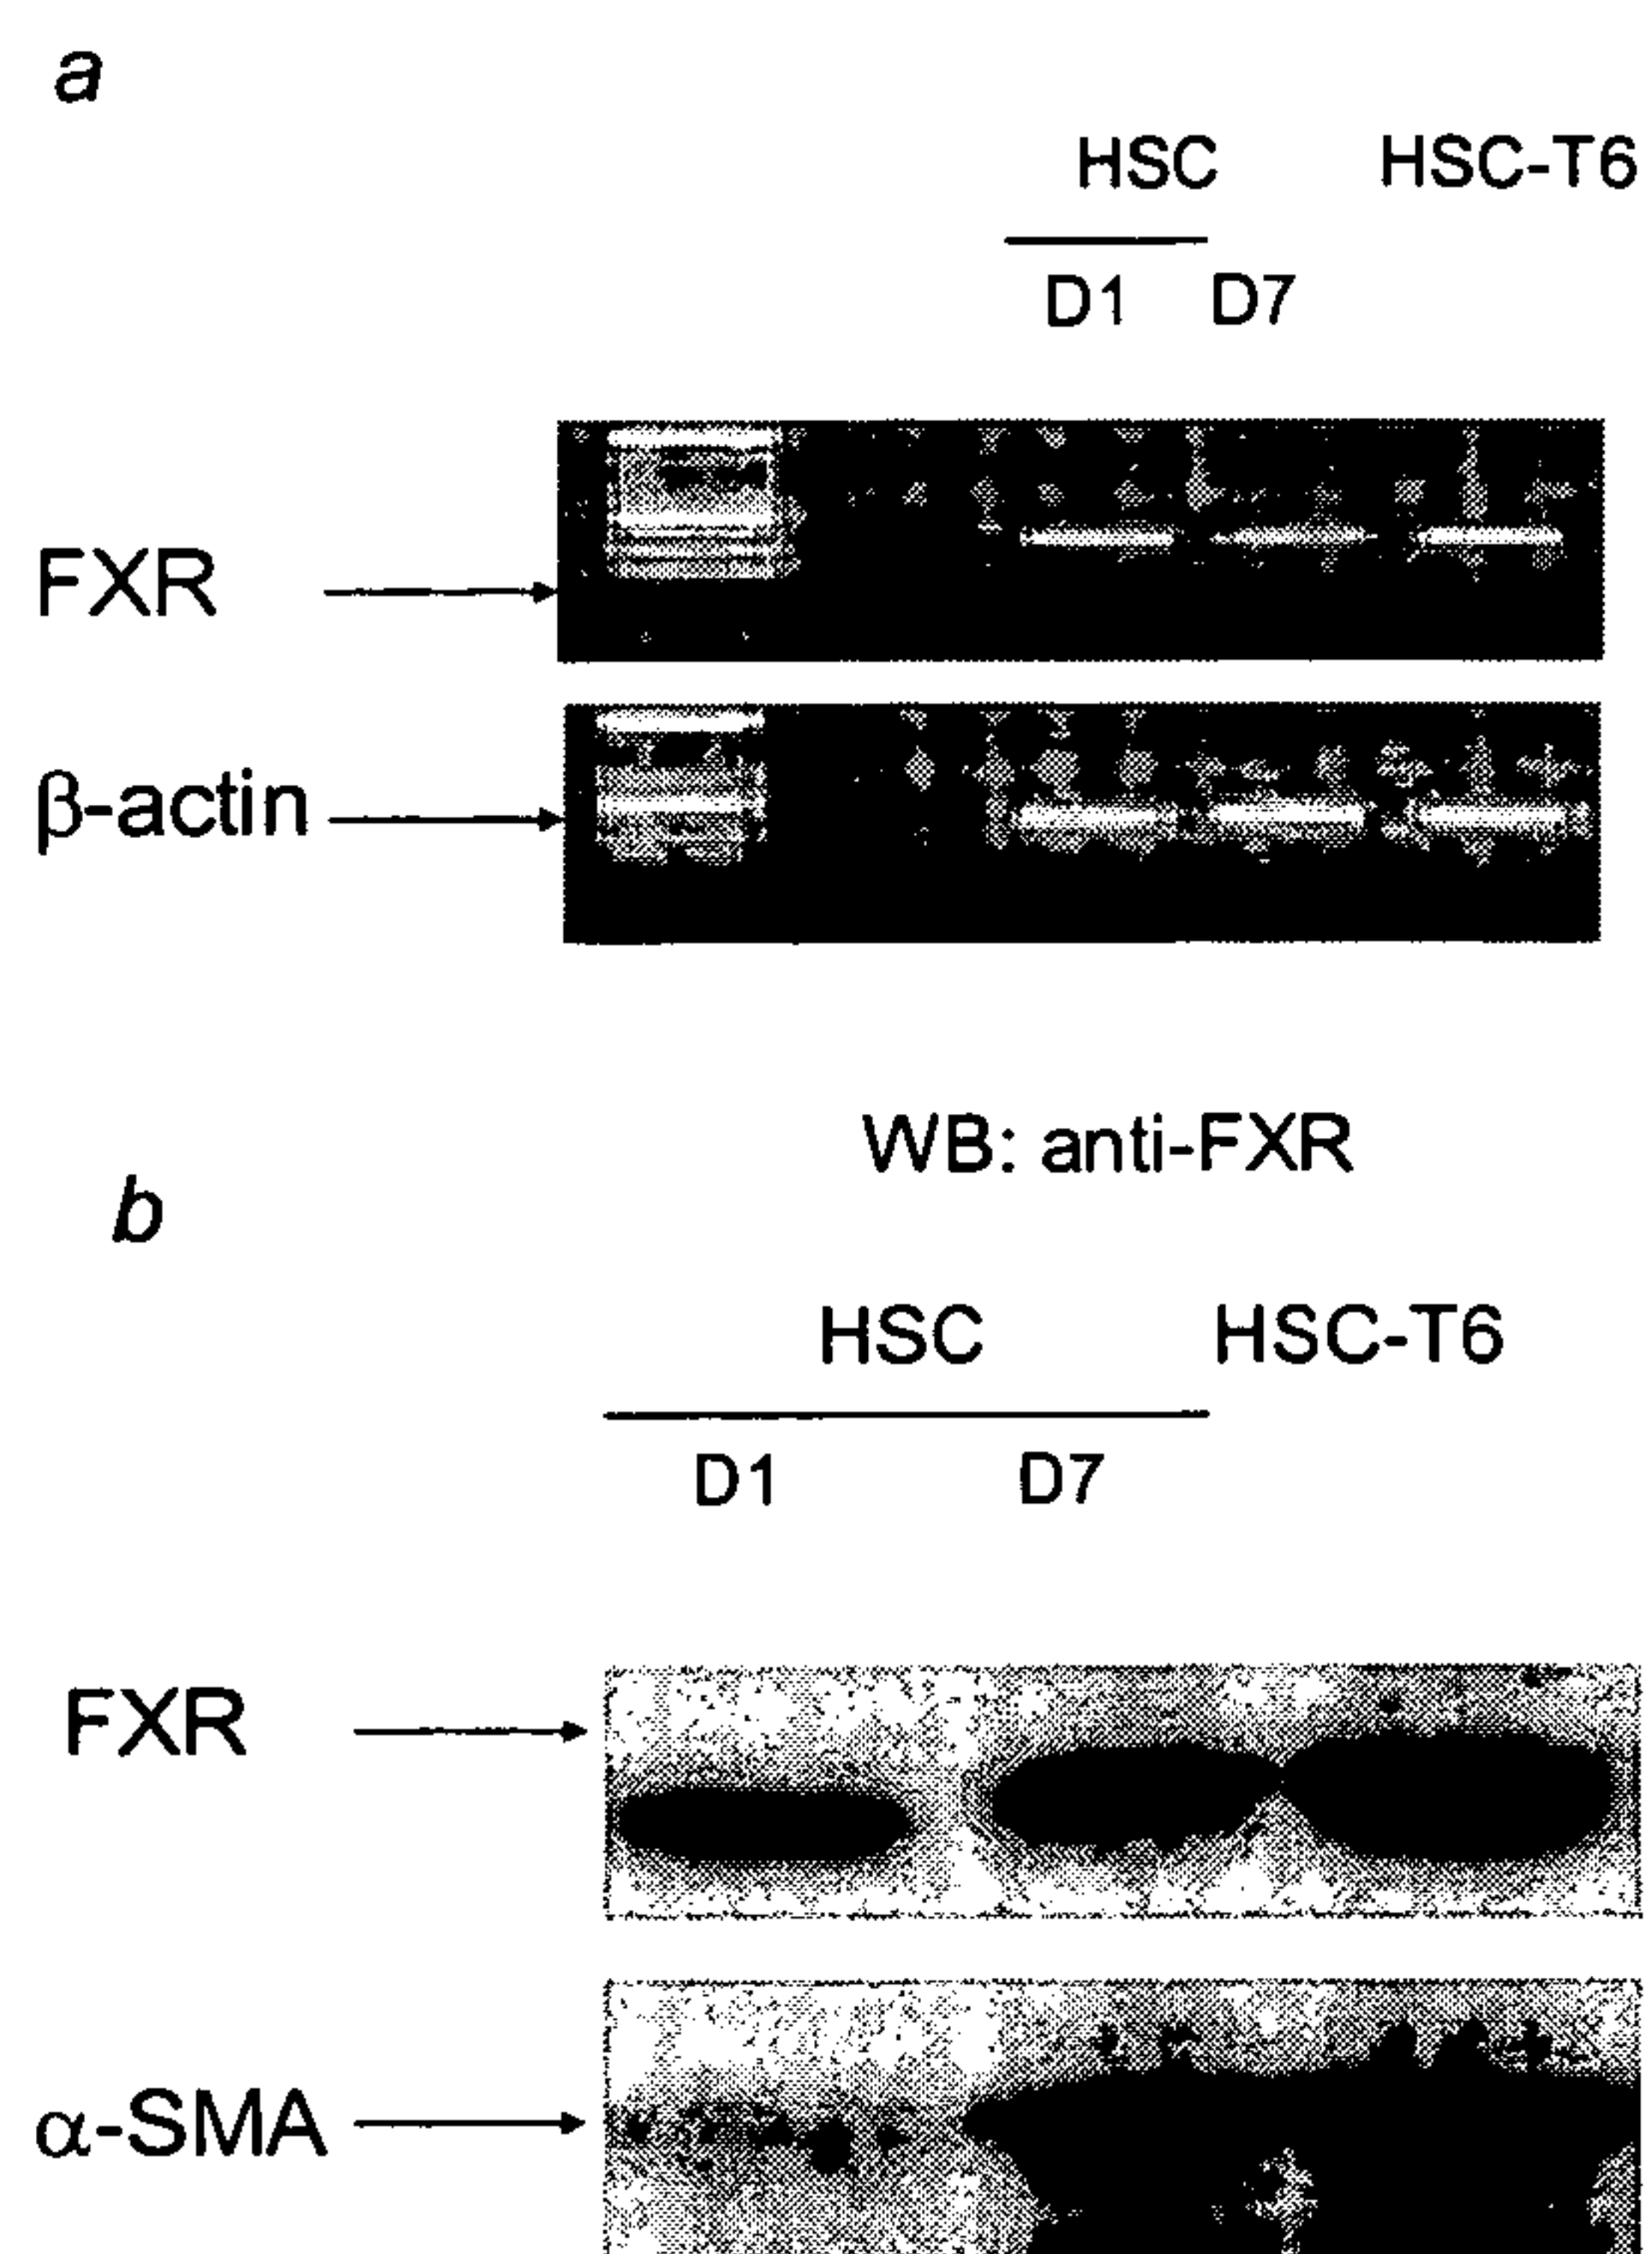 a
HSC HSC-T6
D1 D7
FXR
β-actin
WB: anti-FXR
b
HSC HSC-T6
D1 D7
FXR
α-SMA